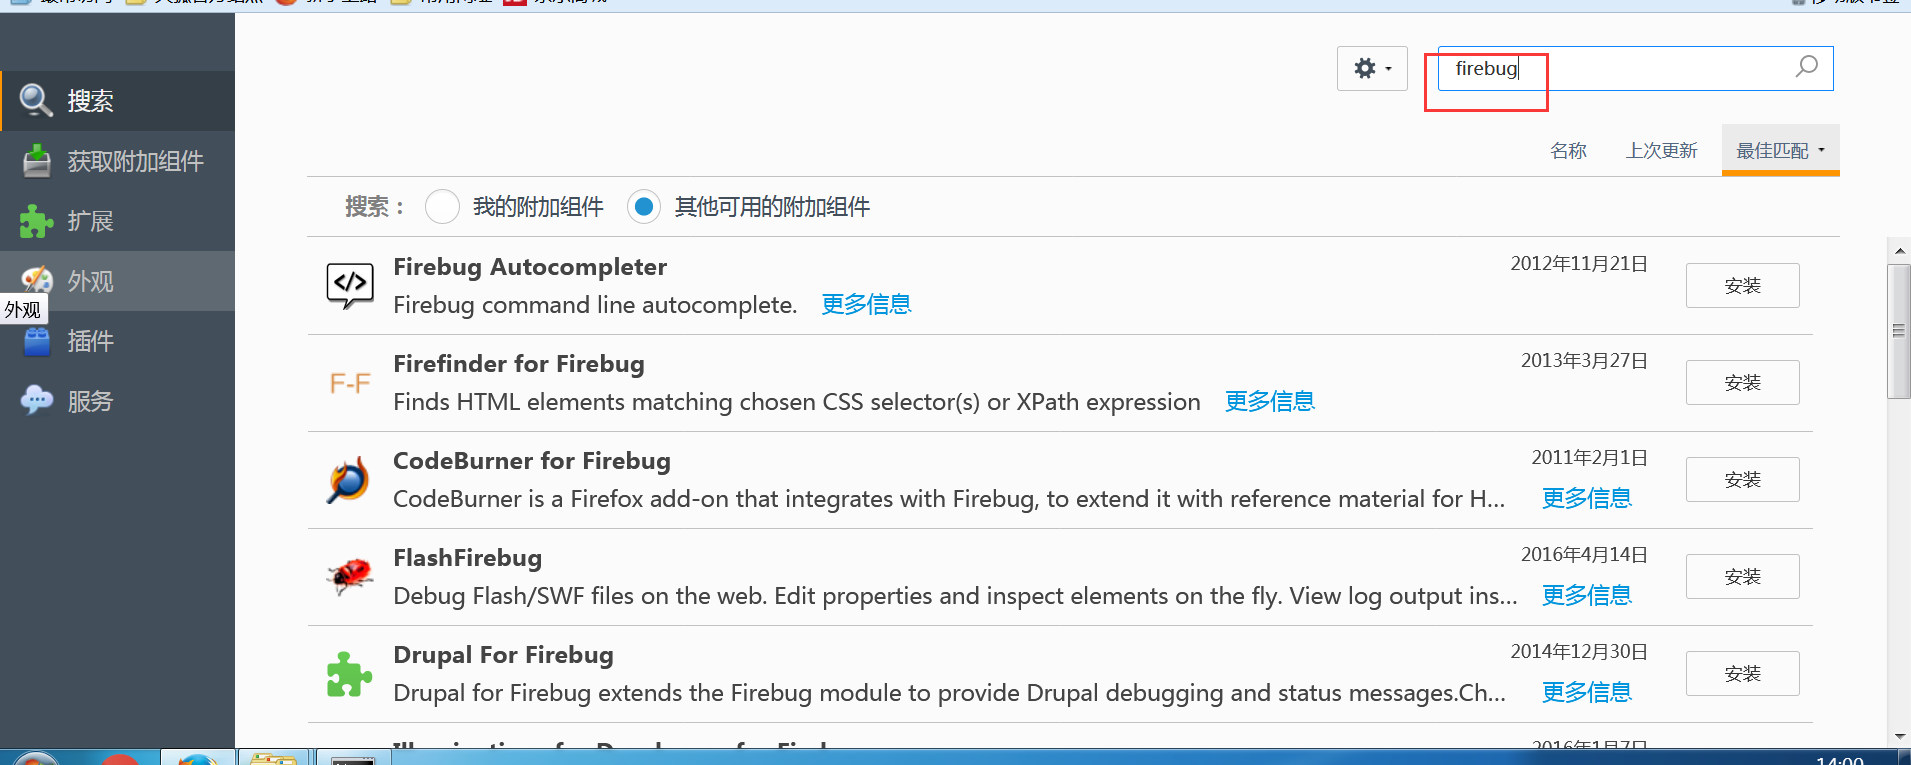 firebug
名称 上次更新 最佳匹配
搜索
获取附加组件
扩展
外观
外观
插件
服务
搜索： 我的附加组件 其他可用的附加组件
Firebug Autocompleter 2012年11月21日
Firebug command line autocomplete. 更多信息 安装
Firefinder for Firebug 2013年3月27日
Finds HTML elements matching chosen CSS selector(s) or XPath expression 更多信息 安装
CodeBurner for Firebug 2011年2月1日
CodeBurner is a Firefox add-on that integrates with Firebug, to extend it with reference material for H... 更多信息 安装
FlashFirebug 2016年4月14日
Debug Flash/SWF files on the web. Edit properties and inspect elements on the fly. View log output ins... 更多信息 安装
Drupal For Firebug 2014年12月30日
Drupal for Firebug extends the Firebug module to provide Drupal debugging and status messages.Ch... 更多信息 安装
2016年1月7日
14:00